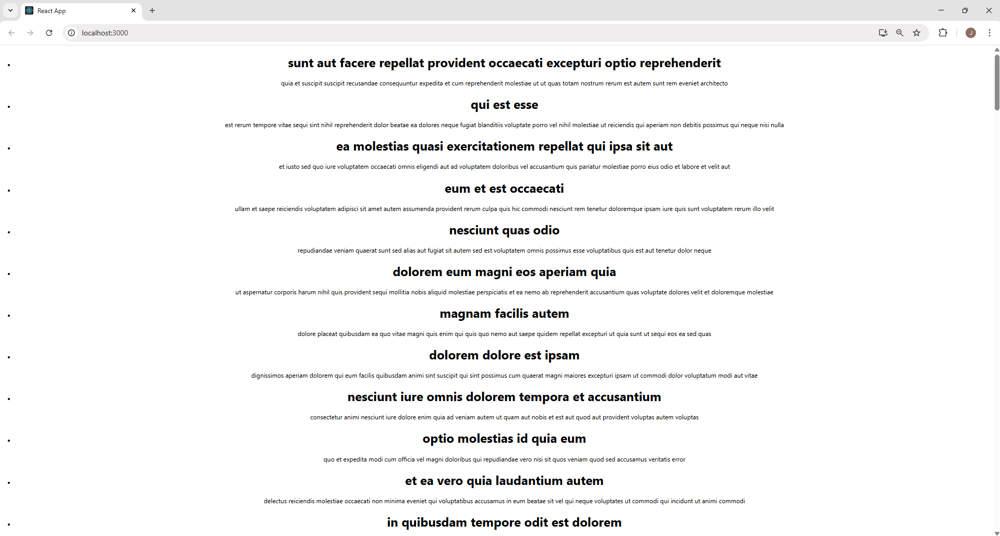 React App
localhost:3000
J
sunt aut facere repellat provident occaecati excepturi optio reprehenderit
quia et suscipit suscipit recusandae consequuntur expedita et cum reprehenderit molestiae ut ut quas totam nostrum rerum est autem sunt rem eveniet architecto
qui est esse
est rerum tempore vitae sequi sint nihil reprehenderit dolor beatae ea dolores neque fugiat blanditiis voluptate porro vel nihil molestiae ut reiciendis qui aperiam non debitis possimus qui neque nisi nulla
ea molestias quasi exercitationem repellat qui ipsa sit aut
et iusto sed quo iure voluptatem occaecati omnis eligendi aut ad voluptatem doloribus vel accusantium quis pariatur molestiae porro eius odio et labore et velit aut
eum et est occaecati
ullam et saepe reiciendis voluptatem adipisci sit amet autem assumenda provident rerum culpa quis hic commodi nesciunt rem tenetur doloremque ipsam iure quis sunt voluptatem rerum illo velit
nesciunt quas odio
repudiandae veniam quaerat sunt sed alias aut fugiat sit autem sed est voluptatem omnis possimus esse voluptatibus quis est aut tenetur dolor neque
dolorem eum magni eos aperiam quia
ut aspernatur corporis harum nihil quis provident sequi mollitia nobis aliquid molestiae perspiciatis et ea nemo ab reprehenderit accusantium quas voluptate dolores velit et doloremque molestiae
magnam facilis autem
dolore placeat quibusdam ea quo vitae magni quis enim qui quis quo nemo aut saepe quidem repellat excepturi ut quia sunt ut sequi eos ea sed quas
dolorem dolore est ipsam
dignissimos aperiam dolorem qui eum facilis quibusdam animi sint suscipit qui sint possimus cum quaerat magni maiores excepturi ipsam ut commodi dolor voluptatum modi aut vitae
nesciunt iure omnis dolorem tempora et accusantium
consectetur animi nesciunt iure dolore enim quia ad veniam autem ut quam aut nobis et est aut quod aut provident voluptas autem voluptas
optio molestias id quia eum
quo et expedita modi cum officia vel magni doloribus qui repudiandae vero nisi sit quos veniam quod sed accusamus veritatis error
et ea vero quia laudantium autem
delectus reiciendis molestiae occaecati non minima eveniet qui voluptatibus accusamus in eum beatae sit vel qui neque voluptates ut commodi qui incidunt ut animi commodi
in quibusdam tempore odit est dolorem